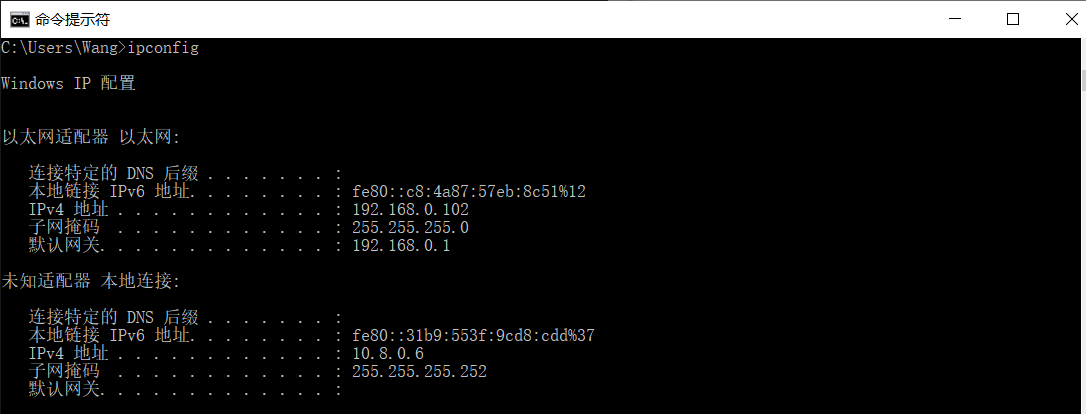 命令提示符
C:\Users\Wang>ipconfig
Windows IP 配置
以太网适配器 以太网:
连接特定的 DNS 后缀 . . . . . . . :
本地链接 IPv6 地址. . . . . . . . : fe80::c8:4a87:57eb:8c51%12
IPv4 地址 . . . . . . . . . . . . : 192.168.0.102
子网掩码  . . . . . . . . . . . . : 255.255.255.0
默认网关. . . . . . . . . . . . . : 192.168.0.1
未知适配器 本地连接:
连接特定的 DNS 后缀 . . . . . . . :
本地链接 IPv6 地址. . . . . . . . : fe80::31b9:553f:9cd8:cdd%37
IPv4 地址 . . . . . . . . . . . . : 10.8.0.6
子网掩码  . . . . . . . . . . . . : 255.255.255.252
默认网关. . . . . . . . . . . . . :